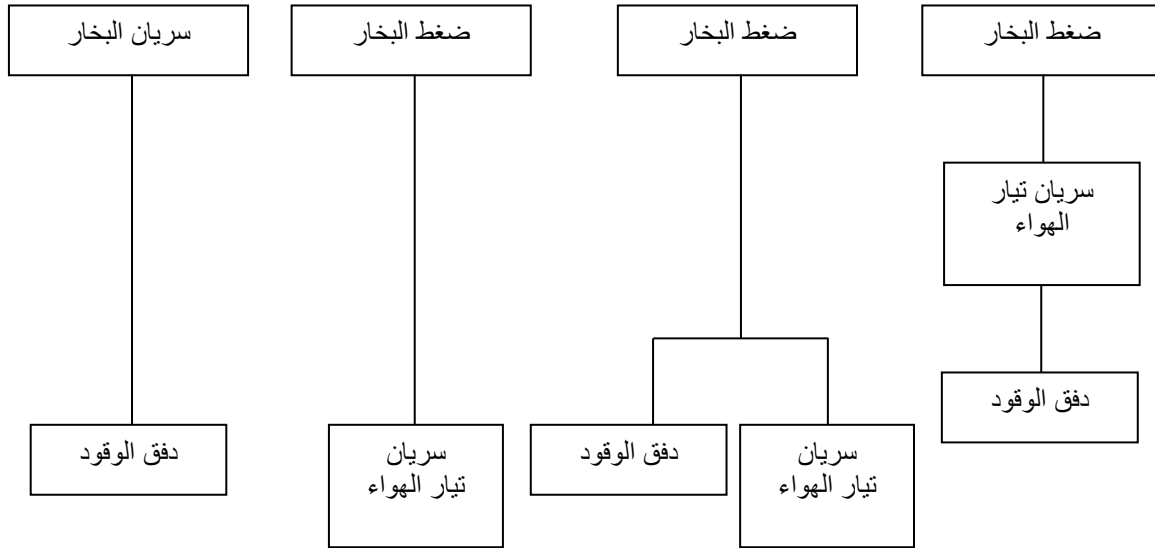 ضغط البخار
سريان تيار
الهواء
دفق الوقود
ضغط البخار
سريان
تيار الهواء
دفق الوقود
ضغط البخار
سريان
تيار الهواء
سريان البخار
دفق الوقود